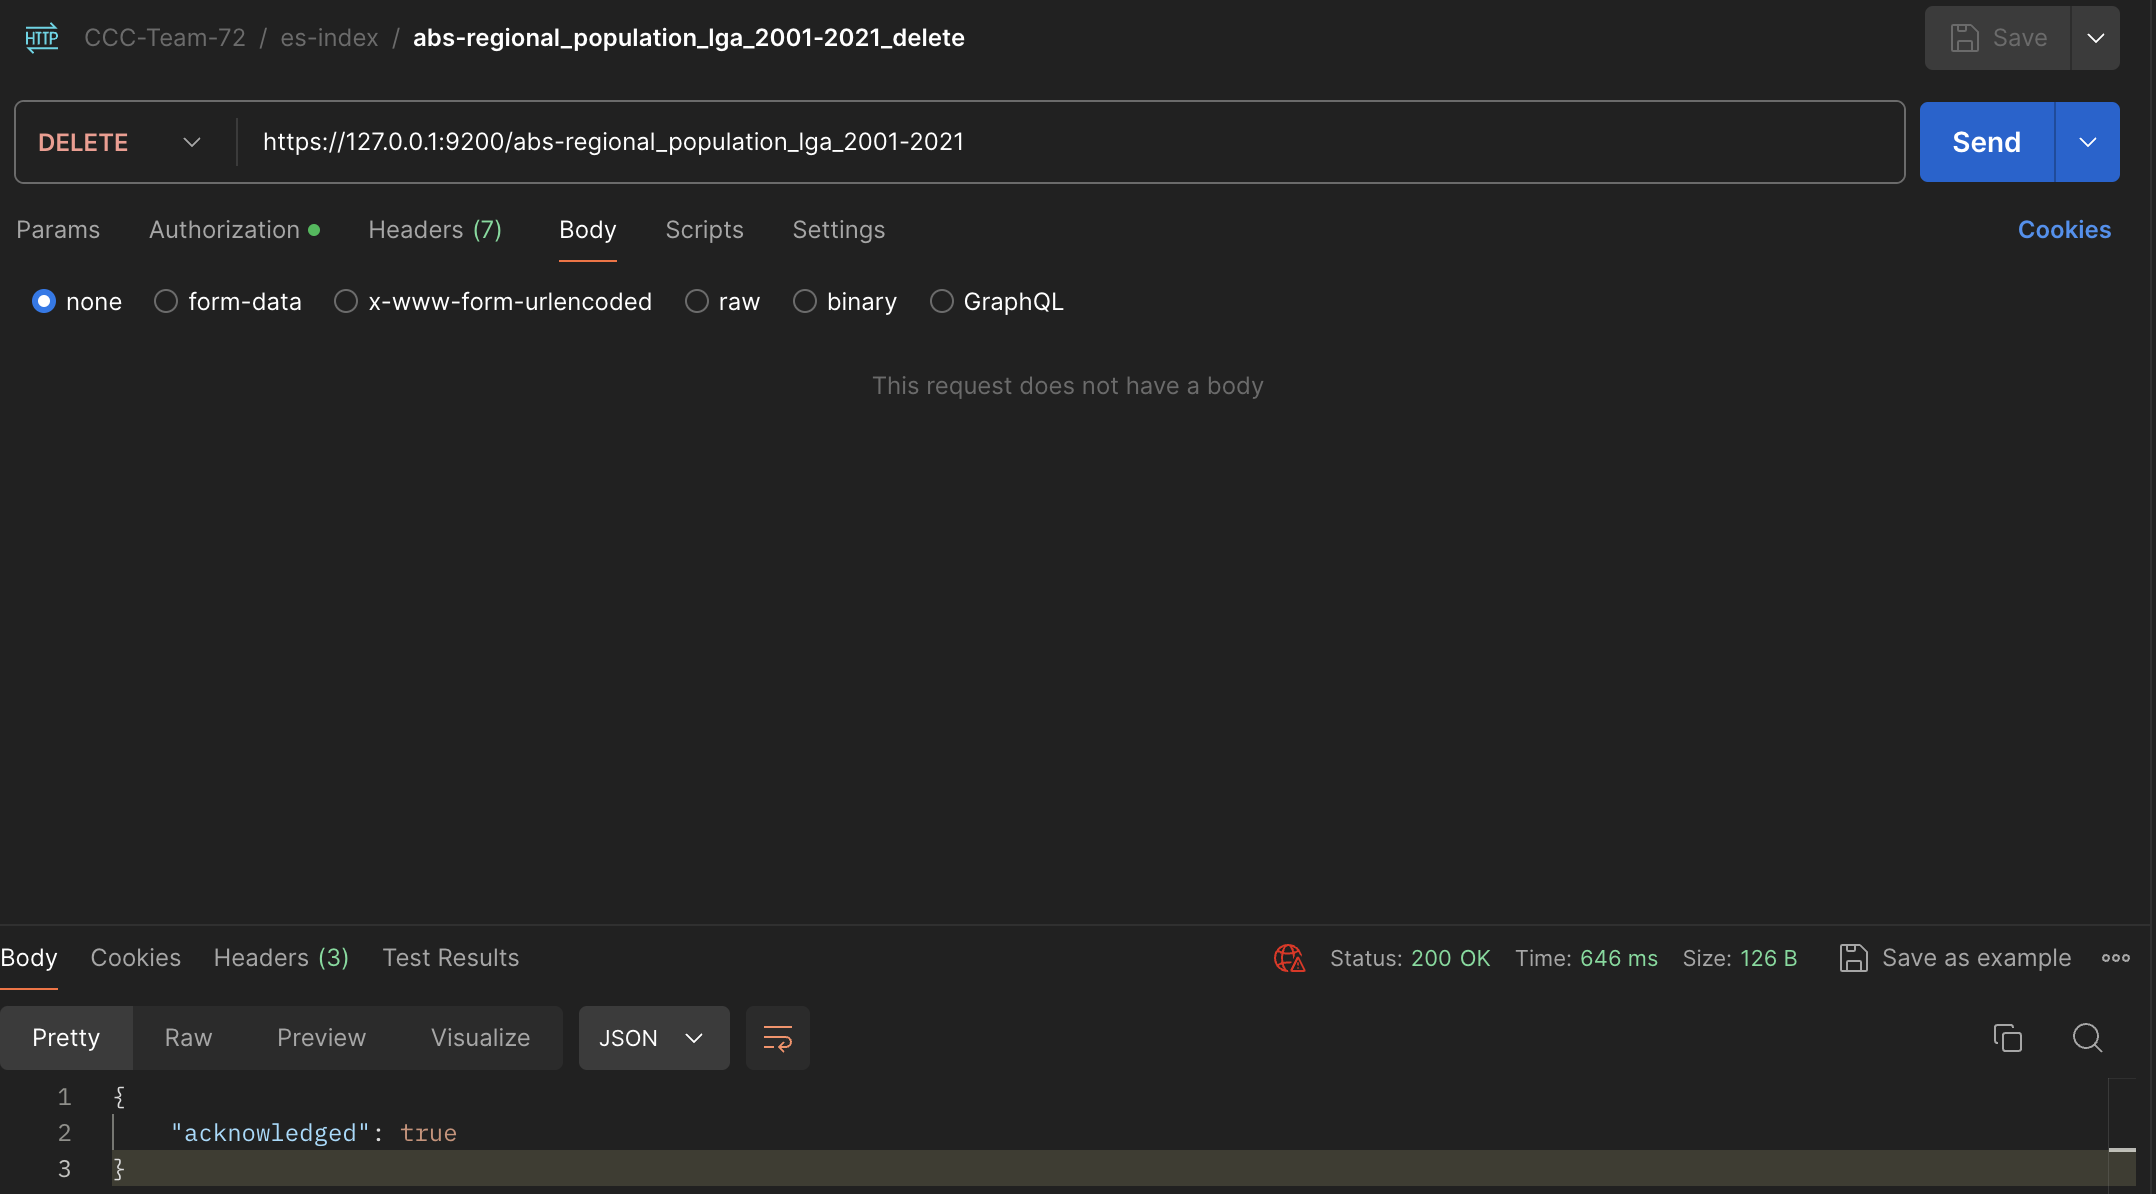 HTTP CCC-Team-72 / es-index / abs-regional_population_lga_2001-2021_delete Save
DELETE https://127.0.0.1:9200/abs-regional_population_lga_2001-2021 Send
Params Authorization Headers (7) Body Scripts Settings Cookies
none form-data x-www-form-urlencoded raw binary GraphQL
This request does not have a body
Body Cookies Headers (3) Test Results Status: 200 OK Time: 646 ms Size: 126 B Save as example
Pretty Raw Preview Visualize JSON
1 {
2 "acknowledged": true
3 }